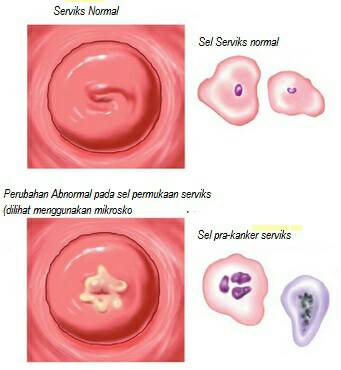 Serviks Normal
Sel Serviks normal
Perubahan Abnormal pada sel permukaan serviks
(dilihat menggunakan mikrosko
Sel pra-kanker serviks